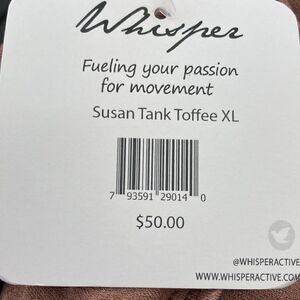 Whisper
Fueling your passion
for movement
Susan Tank Toffee XL
7 93591 29014 0
$50.00
@WHISPERACTIVE
WWW.WHISPERACTIVE.COM